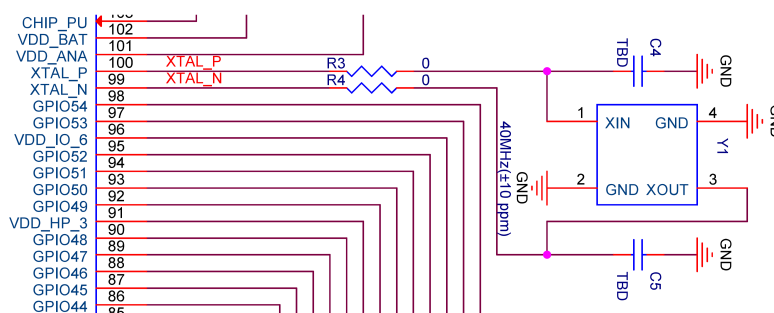 CHIP_PU 103
VDD_BAT 102
VDD_ANA 101
XTAL_P 100 XTAL_P R3 0
XTAL_N 99 XTAL_N R4 0
GPIO54 98
GPIO53 97
VDD_IO_6 96
GPIO52 95
GPIO51 94
GPIO50 93
GPIO49 92
VDD_HP_3 91
GPIO48 90
GPIO47 89
GPIO46 88
GPIO45 87
GPIO44 86
85
TBD C4 GND
1 XIN GND 4 GND
Y1
40MHz(±10 ppm)
GND 2 GND XOUT 3
TBD C5 GND